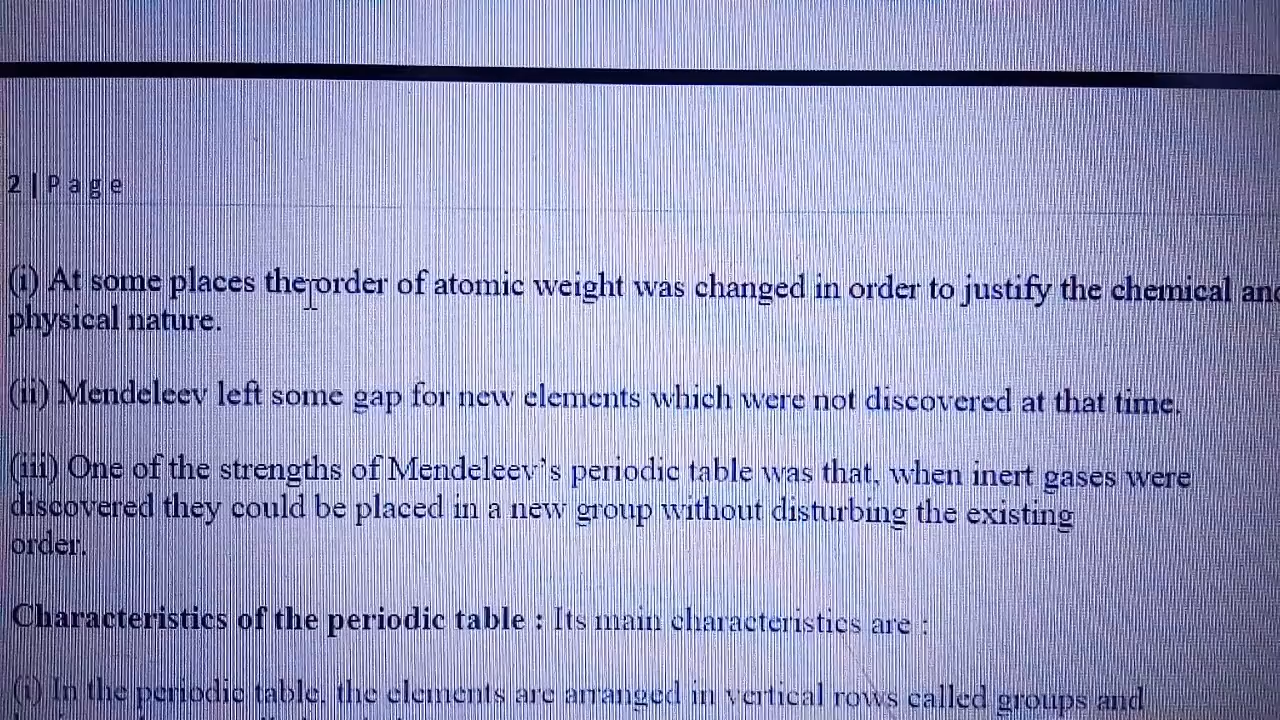 2 | P a g e
(i) At some places the order of atomic weight was changed in order to justify the chemical and
physical nature.
(ii) Mendeleev left some gap for new elements which were not discovered at that time.
(iii) One of the strengths of Mendeleev's periodic table was that, when inert gases were
discovered they could be placed in a new group without disturbing the existing
order.
Characteristics of the periodic table : Its main characteristics are :
(i) In the periodic table, the elements are arranged in vertical rows called groups and